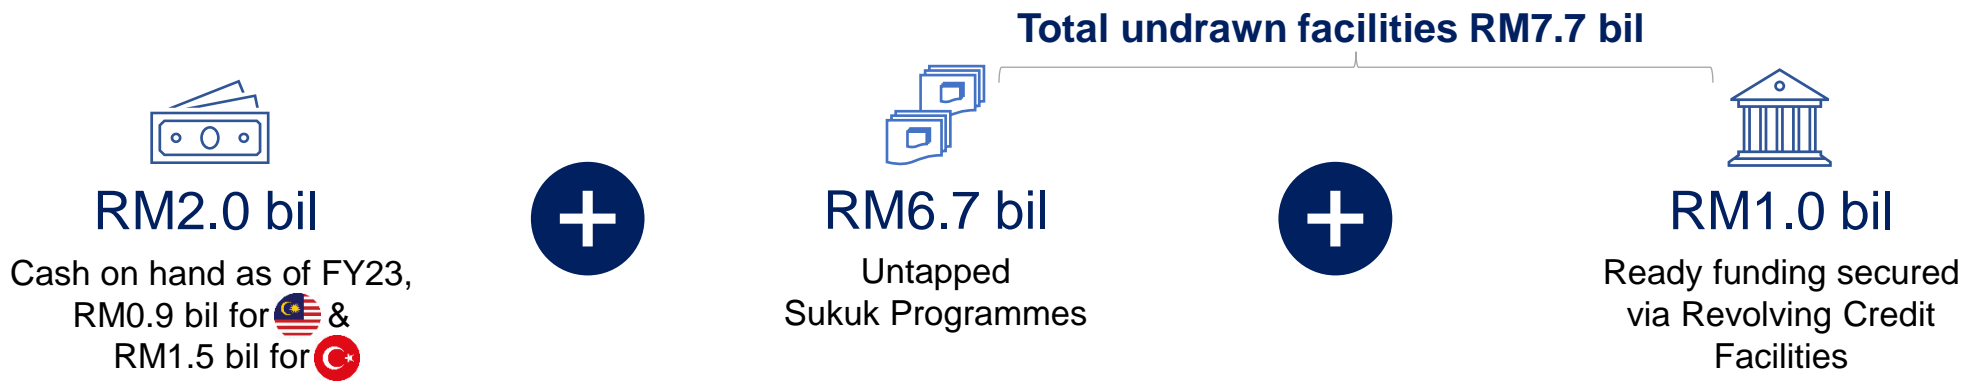 Total undrawn facilities RM7.7 bil
RM2.0 bil
Cash on hand as of FY23,
RM0.9 bil for &
RM1.5 bil for
+
RM6.7 bil
Untapped
Sukuk Programmes
+
RM1.0 bil
Ready funding secured
via Revolving Credit
Facilities